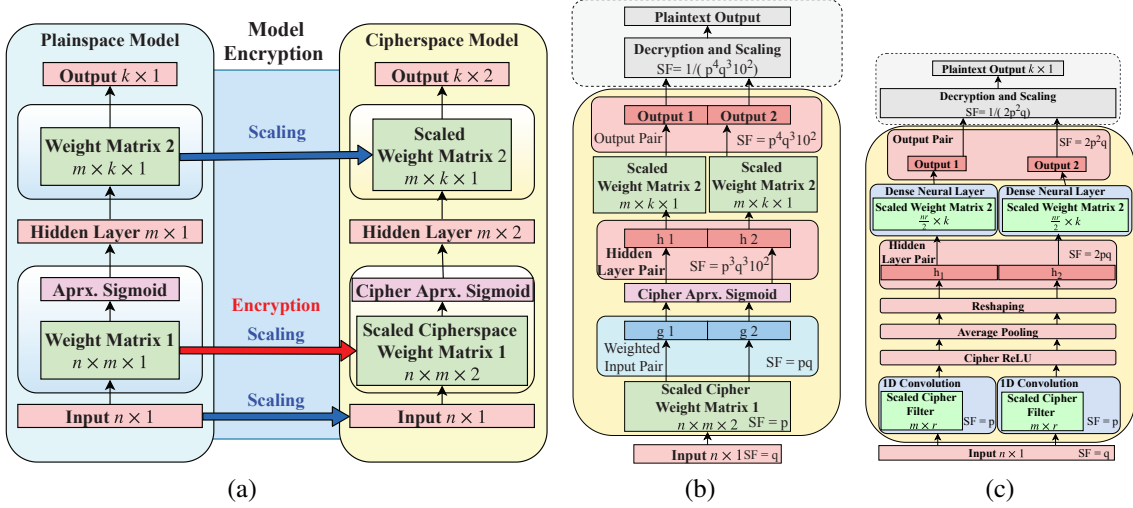 Plainspace Model
Output k × 1
Weight Matrix 2
m × k × 1
Hidden Layer m × 1
Aprx. Sigmoid
Weight Matrix 1
n × m × 1
Input n × 1
Model
Encryption
Scaling
Encryption
Scaling
Scaling
Cipherspace Model
Output k × 2
Scaled
Weight Matrix 2
m × k × 1
Hidden Layer m × 2
Cipher Aprx. Sigmoid
Scaled Cipherspace
Weight Matrix 1
n × m × 2
Input n × 1
(a)
Plaintext Output
Decryption and Scaling
SF= 1/( p⁴q³10²)
Output 1 Output 2
Output Pair SF = p⁴q³10²
Scaled
Weight Matrix 2
m × k × 1
Scaled
Weight Matrix 2
m × k × 1
h 1 h 2
Hidden
Layer Pair
SF = p³q³10²
Cipher Aprx. Sigmoid
g 1 g 2
Weighted
Input Pair
SF = pq
Scaled Cipher
Weight Matrix 1
n × m × 2 SF = p
Input n × 1 SF = q
(b)
Plaintext Output k × 1
Decryption and Scaling
SF= 1/( 2p²q)
Output Pair
SF = 2p²q
Output 1 Output 2
Dense Neural Layer
Scaled Weight Matrix 2
nr/2 × k
Dense Neural Layer
Scaled Weight Matrix 2
nr/2 × k
Hidden
Layer Pair
SF = 2pq
h₁ h₂
Reshaping
Average Pooling
Cipher ReLU
1D Convolution
Scaled Cipher
Filter
m × r
SF = p
1D Convolution
Scaled Cipher
Filter
m × r
SF = p
Input n × 1 SF = q
(c)